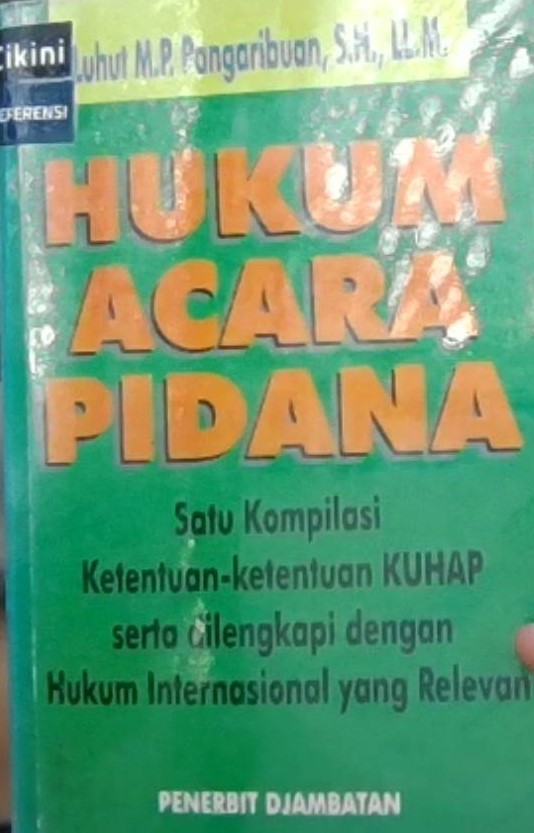 Cikini
EFERENSI
Luhut M.P. Pangaribuan, S.H., LL.M.
HUKUM
ACARA
PIDANA
Satu Kompilasi
Ketentuan-ketentuan KUHAP
serta dilengkapi dengan
Hukum Internasional yang Relevan
PENERBIT DJAMBATAN